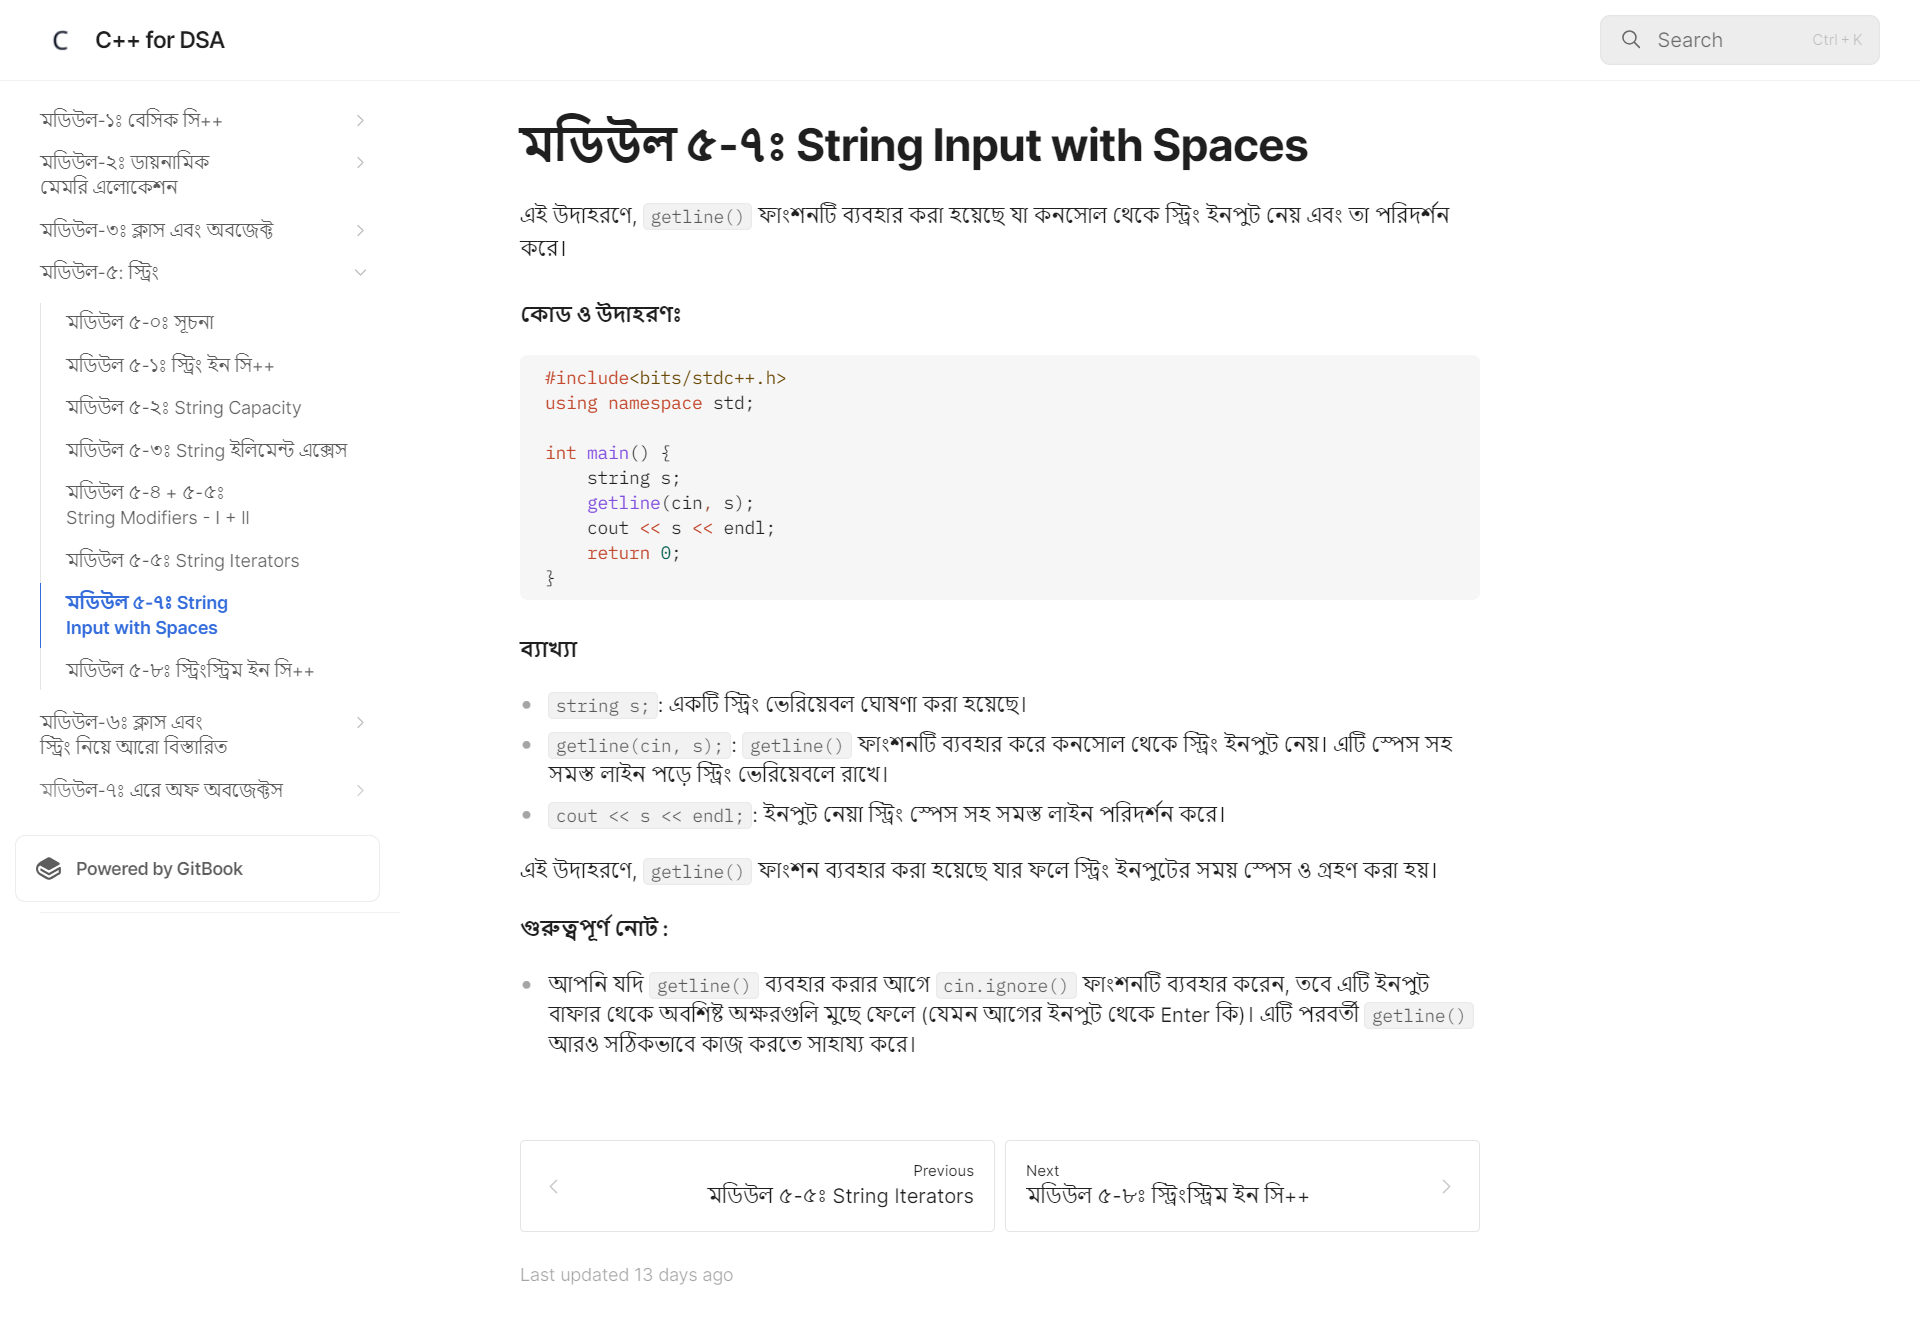 C C++ for DSA
Search Ctrl + K
মডিউল-১ঃ বেসিক সি++
মডিউল-২ঃ ডায়নামিক
মেমরি এলোকেশন
মডিউল-৩ঃ ক্লাস এবং অবজেক্ট
মডিউল-৫: স্ট্রিং
মডিউল ৫-০ঃ সূচনা
মডিউল ৫-১ঃ স্ট্রিং ইন সি++
মডিউল ৫-২ঃ String Capacity
মডিউল ৫-৩ঃ String ইলিমেন্ট এক্সেস
মডিউল ৫-৪ + ৫-৫ঃ
String Modifiers - I + II
মডিউল ৫-৫ঃ String Iterators
মডিউল ৫-৭ঃ String
Input with Spaces
মডিউল ৫-৮ঃ স্ট্রিংস্ট্রিম ইন সি++
মডিউল-৬ঃ ক্লাস এবং
স্ট্রিং নিয়ে আরো বিস্তারিত
মডিউল-৭ঃ এরে অফ অবজেক্টস
Powered by GitBook
মডিউল ৫-৭ঃ String Input with Spaces
এই উদাহরণে, getline() ফাংশনটি ব্যবহার করা হয়েছে যা কনসোল থেকে স্ট্রিং ইনপুট নেয় এবং তা পরিদর্শন
করে।
কোড ও উদাহরণঃ
#include<bits/stdc++.h>
using namespace std;
int main() {
string s;
getline(cin, s);
cout << s << endl;
return 0;
}
ব্যাখ্যা
string s; : একটি স্ট্রিং ভেরিয়েবল ঘোষণা করা হয়েছে।
getline(cin, s); : getline() ফাংশনটি ব্যবহার করে কনসোল থেকে স্ট্রিং ইনপুট নেয়। এটি স্পেস সহ
সমস্ত লাইন পড়ে স্ট্রিং ভেরিয়েবলে রাখে।
cout << s << endl; : ইনপুট নেয়া স্ট্রিং স্পেস সহ সমস্ত লাইন পরিদর্শন করে।
এই উদাহরণে, getline() ফাংশন ব্যবহার করা হয়েছে যার ফলে স্ট্রিং ইনপুটের সময় স্পেস ও গ্রহণ করা হয়।
গুরুত্বপূর্ণ নোট :
আপনি যদি getline() ব্যবহার করার আগে cin.ignore() ফাংশনটি ব্যবহার করেন, তবে এটি ইনপুট
বাফার থেকে অবশিষ্ট অক্ষরগুলি মুছে ফেলে (যেমন আগের ইনপুট থেকে Enter কি)। এটি পরবর্তী getline()
আরও সঠিকভাবে কাজ করতে সাহায্য করে।
Previous
মডিউল ৫-৫ঃ String Iterators
Next
মডিউল ৫-৮ঃ স্ট্রিংস্ট্রিম ইন সি++
Last updated 13 days ago